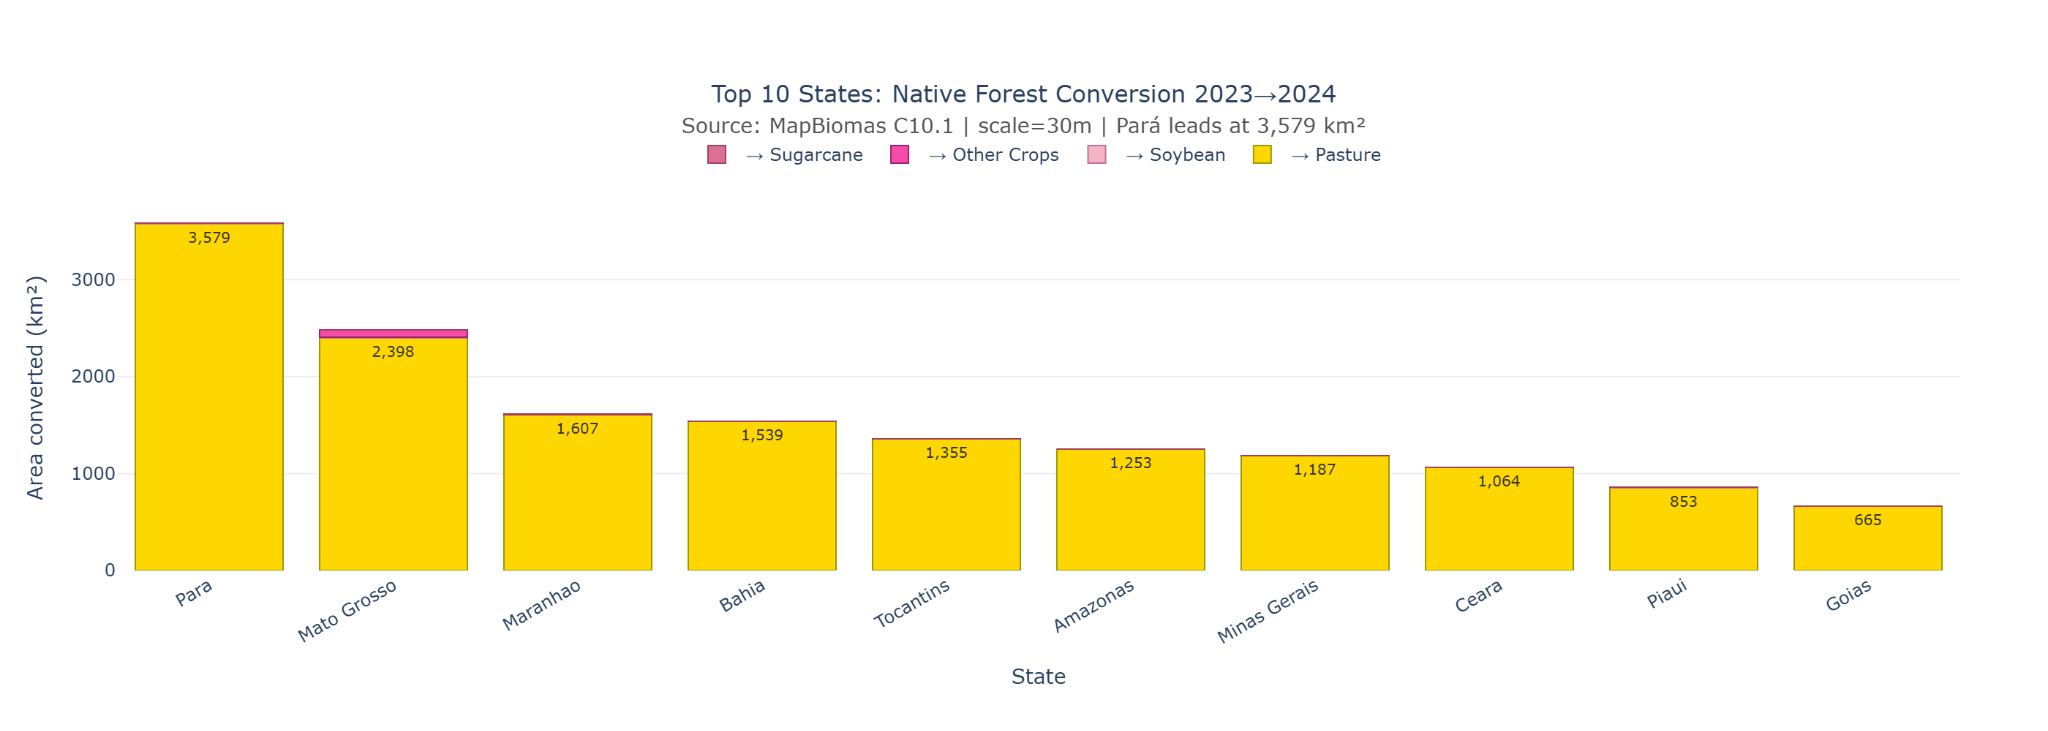 Top 10 States: Native Forest Conversion 2023→2024
Source: MapBiomas C10.1 | scale=30m | Pará leads at 3,579 km²
→ Sugarcane → Other Crops → Soybean → Pasture
Area converted (km²)
3000
2000
1000
0
3,579
2,398
1,607
1,539
1,355
1,253
1,187
1,064
853
665
Para
Mato Grosso
Maranhao
Bahia
Tocantins
Amazonas
Minas Gerais
Ceara
Piaui
Goias
State